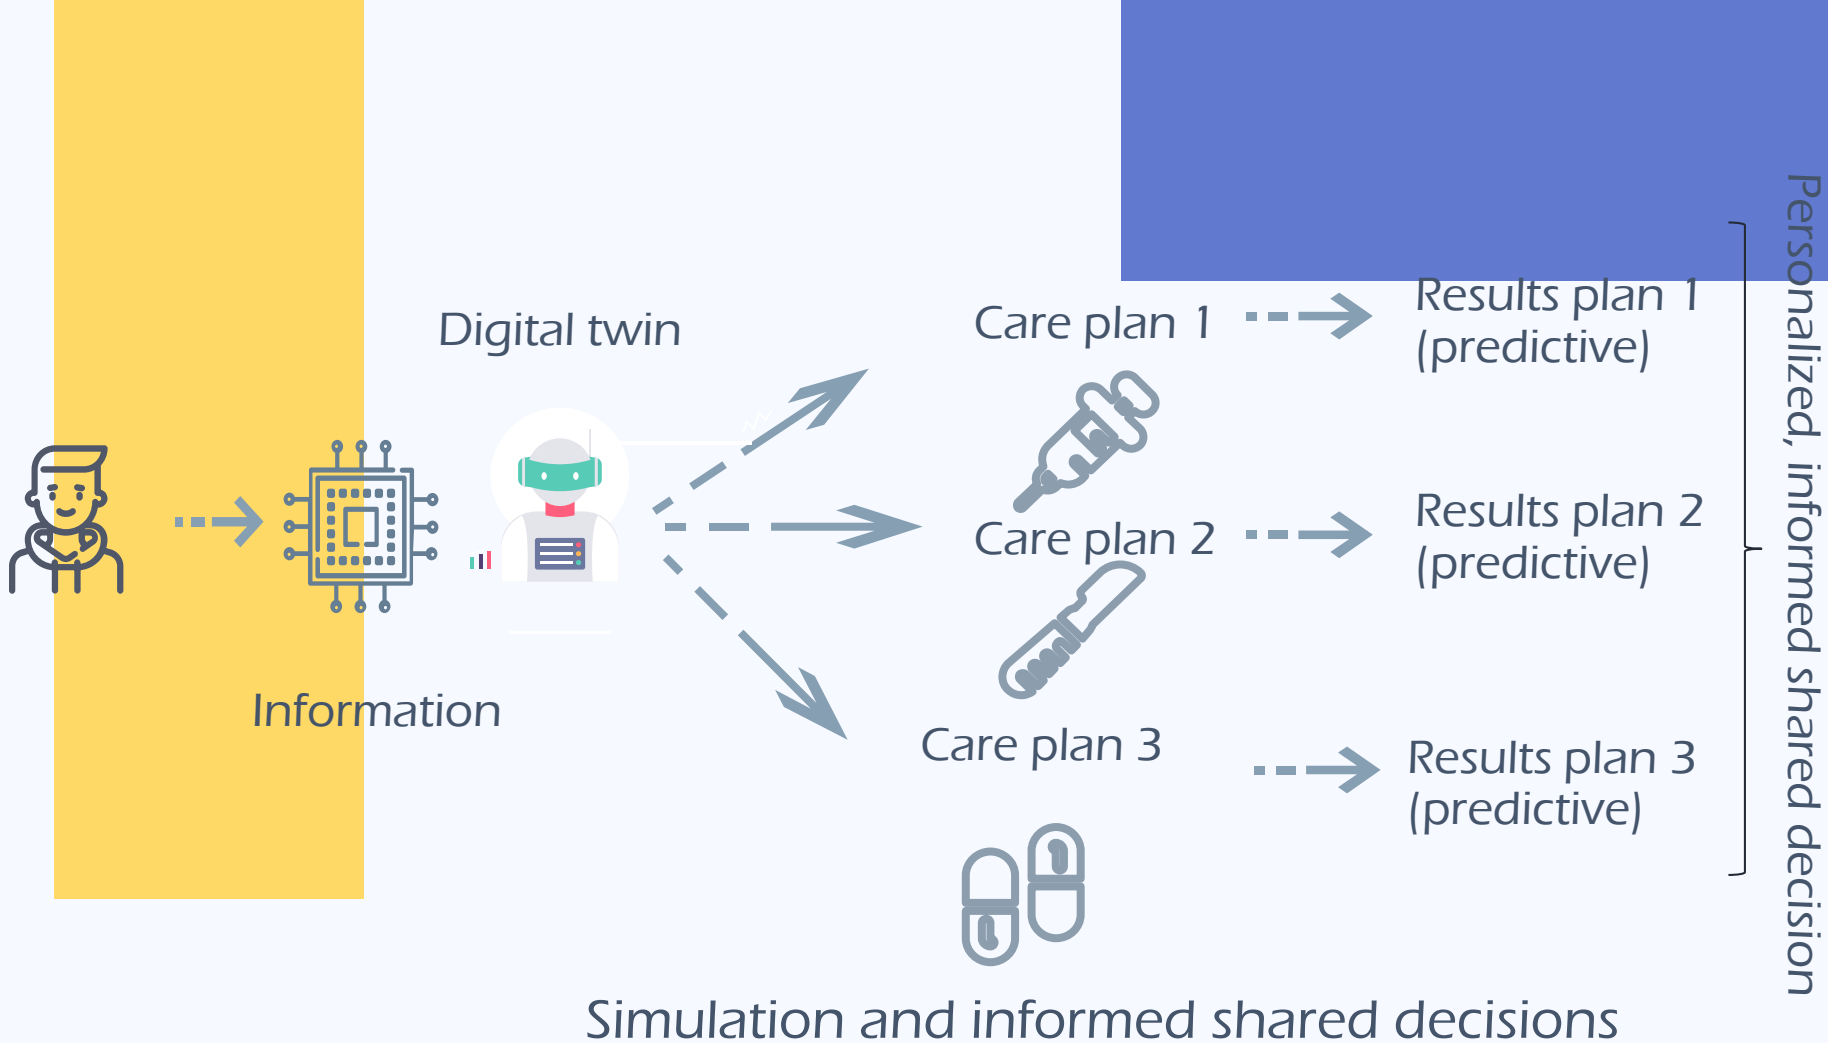 Digital twin
Information
Care plan 1
Results plan 1
(predictive)
Care plan 2
Results plan 2
(predictive)
Care plan 3
Results plan 3
(predictive)
Personalized, informed shared decision
Simulation and informed shared decisions